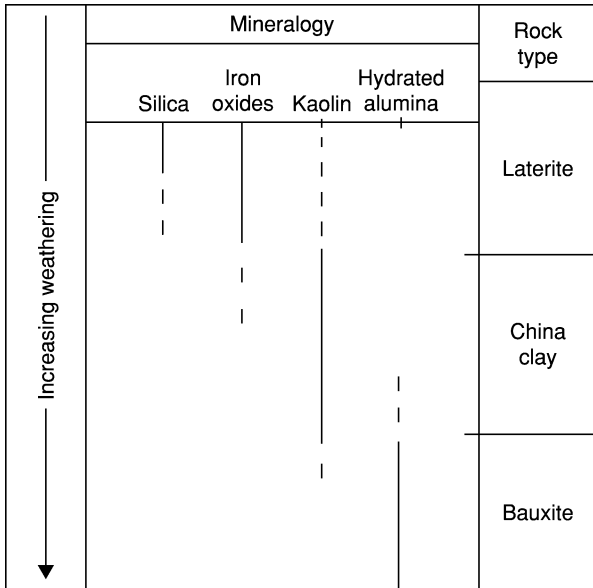 Mineralogy
Rock
type
Silica
Iron
oxides
Kaolin
Hydrated
alumina
Increasing weathering
Laterite
China
clay
Bauxite